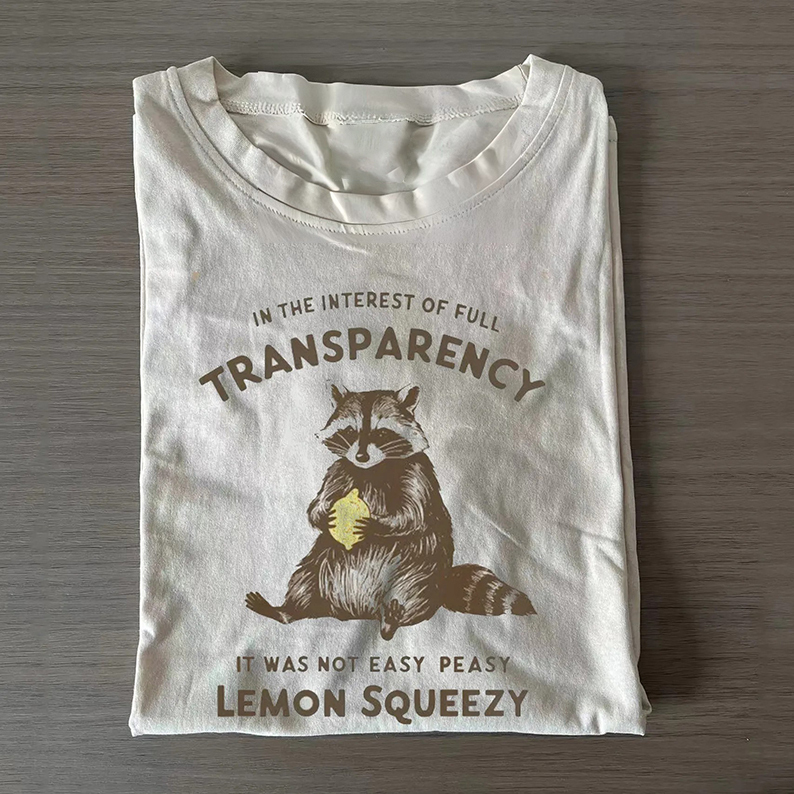 IN THE INTEREST OF FULL
TRANSPARENCY
IT WAS NOT EASY PEASY
LEMON SQUEEZY